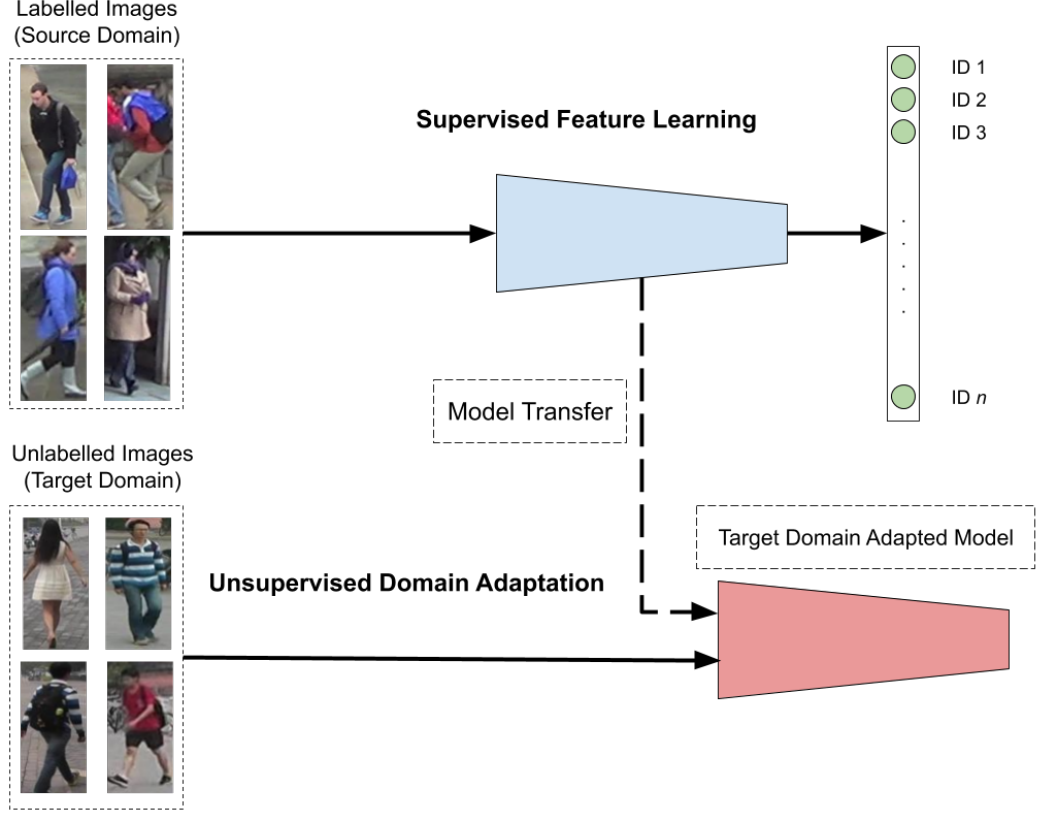 Labelled Images
(Source Domain)
Supervised Feature Learning
ID 1
ID 2
ID 3
ID n
Model Transfer
Unlabelled Images
(Target Domain)
Target Domain Adapted Model
Unsupervised Domain Adaptation